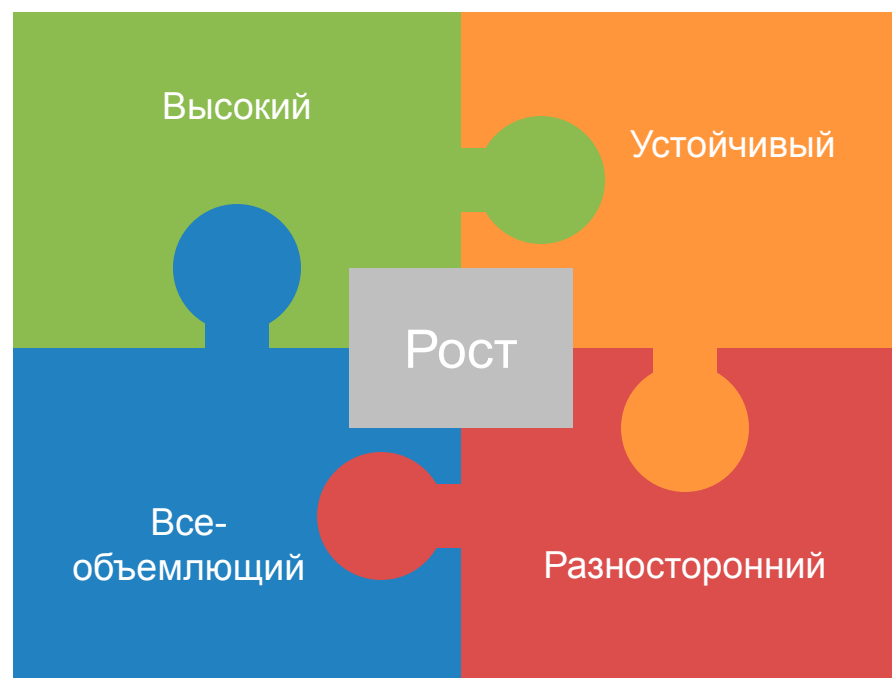 Высокий
Устойчивый
Рост
Все-
объемлющий
Разносторонний